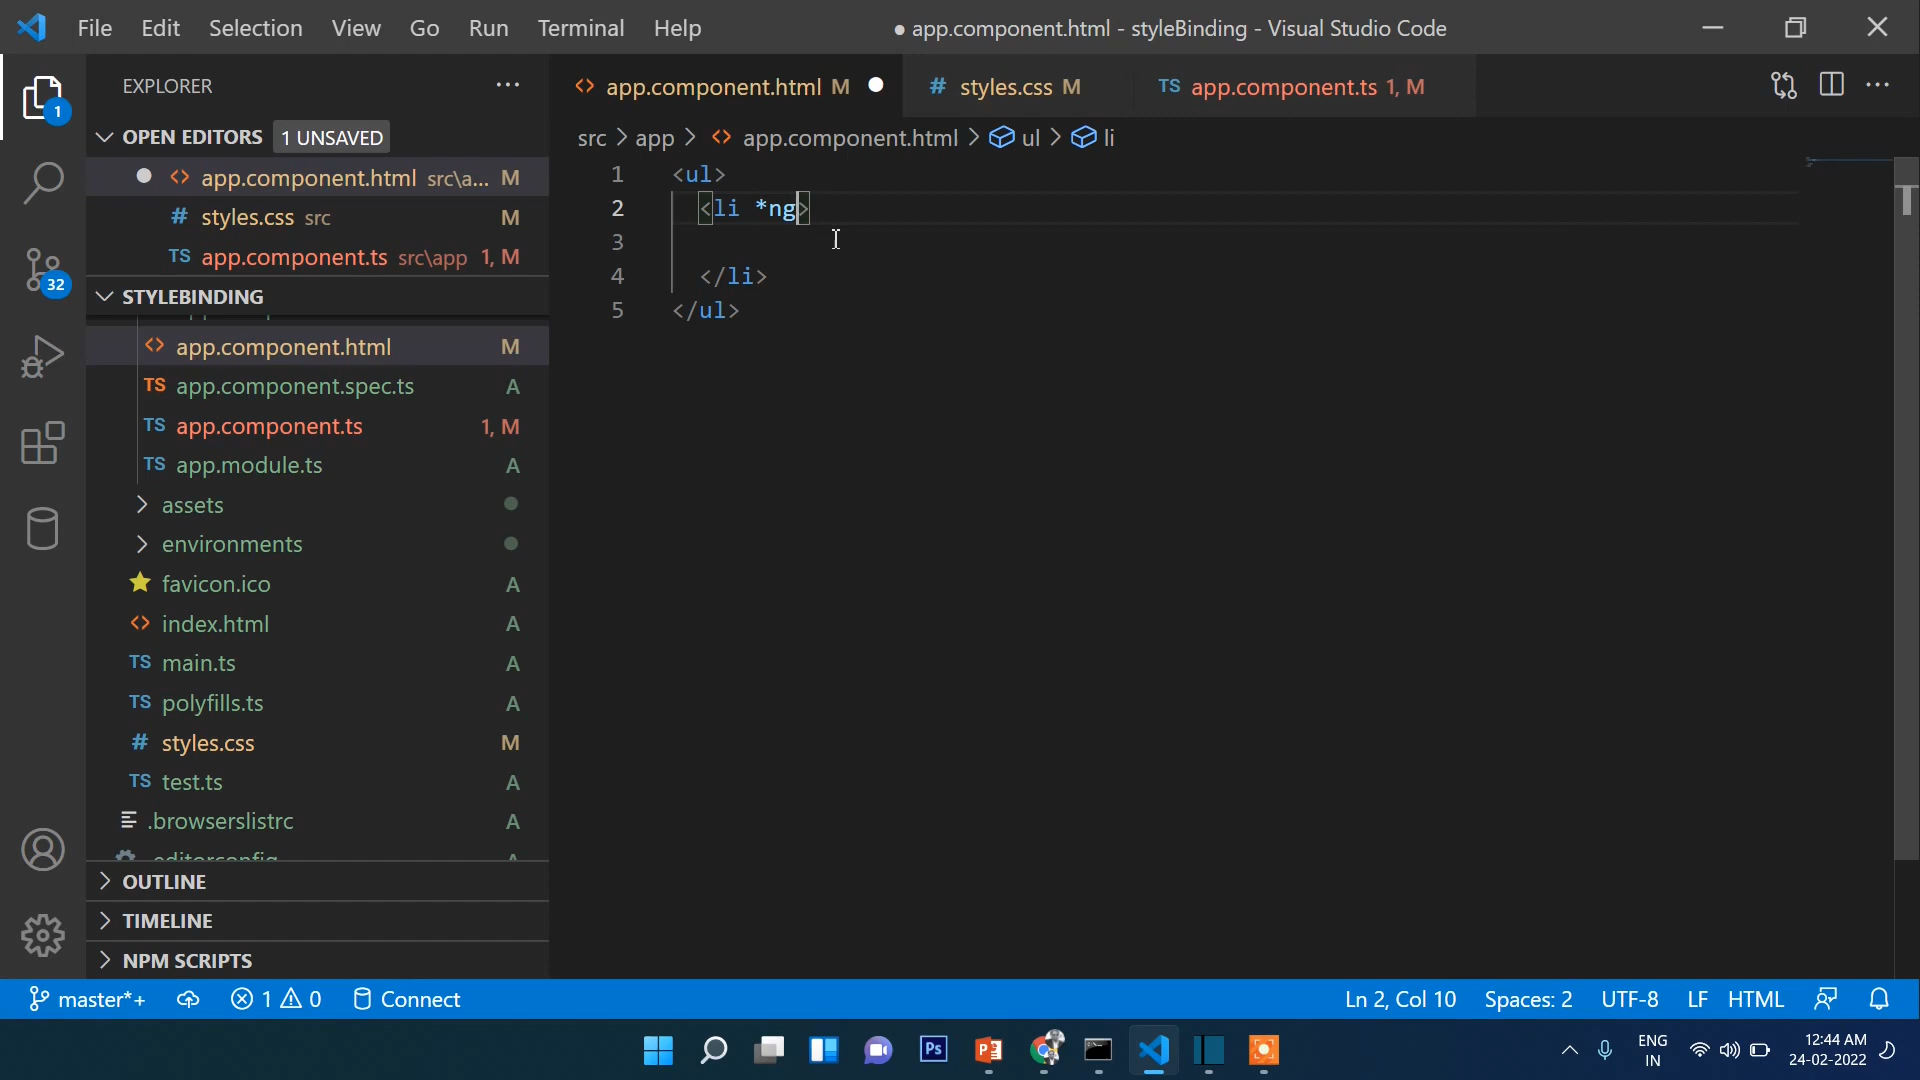 File Edit Selection View Go Run Terminal Help
● app.component.html - styleBinding - Visual Studio Code
EXPLORER
OPEN EDITORS 1 UNSAVED
app.component.html src\a... M
# styles.css src M
TS app.component.ts src\app 1, M
STYLEBINDING
app.component.html M
TS app.component.spec.ts A
TS app.component.ts 1, M
TS app.module.ts A
assets
environments
favicon.ico A
index.html A
TS main.ts A
TS polyfills.ts A
# styles.css M
TS test.ts A
.browserslistrc A
.editorconfig A
OUTLINE
TIMELINE
NPM SCRIPTS
1
32
app.component.html M
# styles.css M
TS app.component.ts 1, M
src > app > app.component.html > ul > li
1 <ul>
2 <li *ng>
3
4 </li>
5 </ul>
master*+ 1 0 Connect
Ln 2, Col 10 Spaces: 2 UTF-8 LF HTML
Ps
P
ENG
IN
12:44 AM
24-02-2022